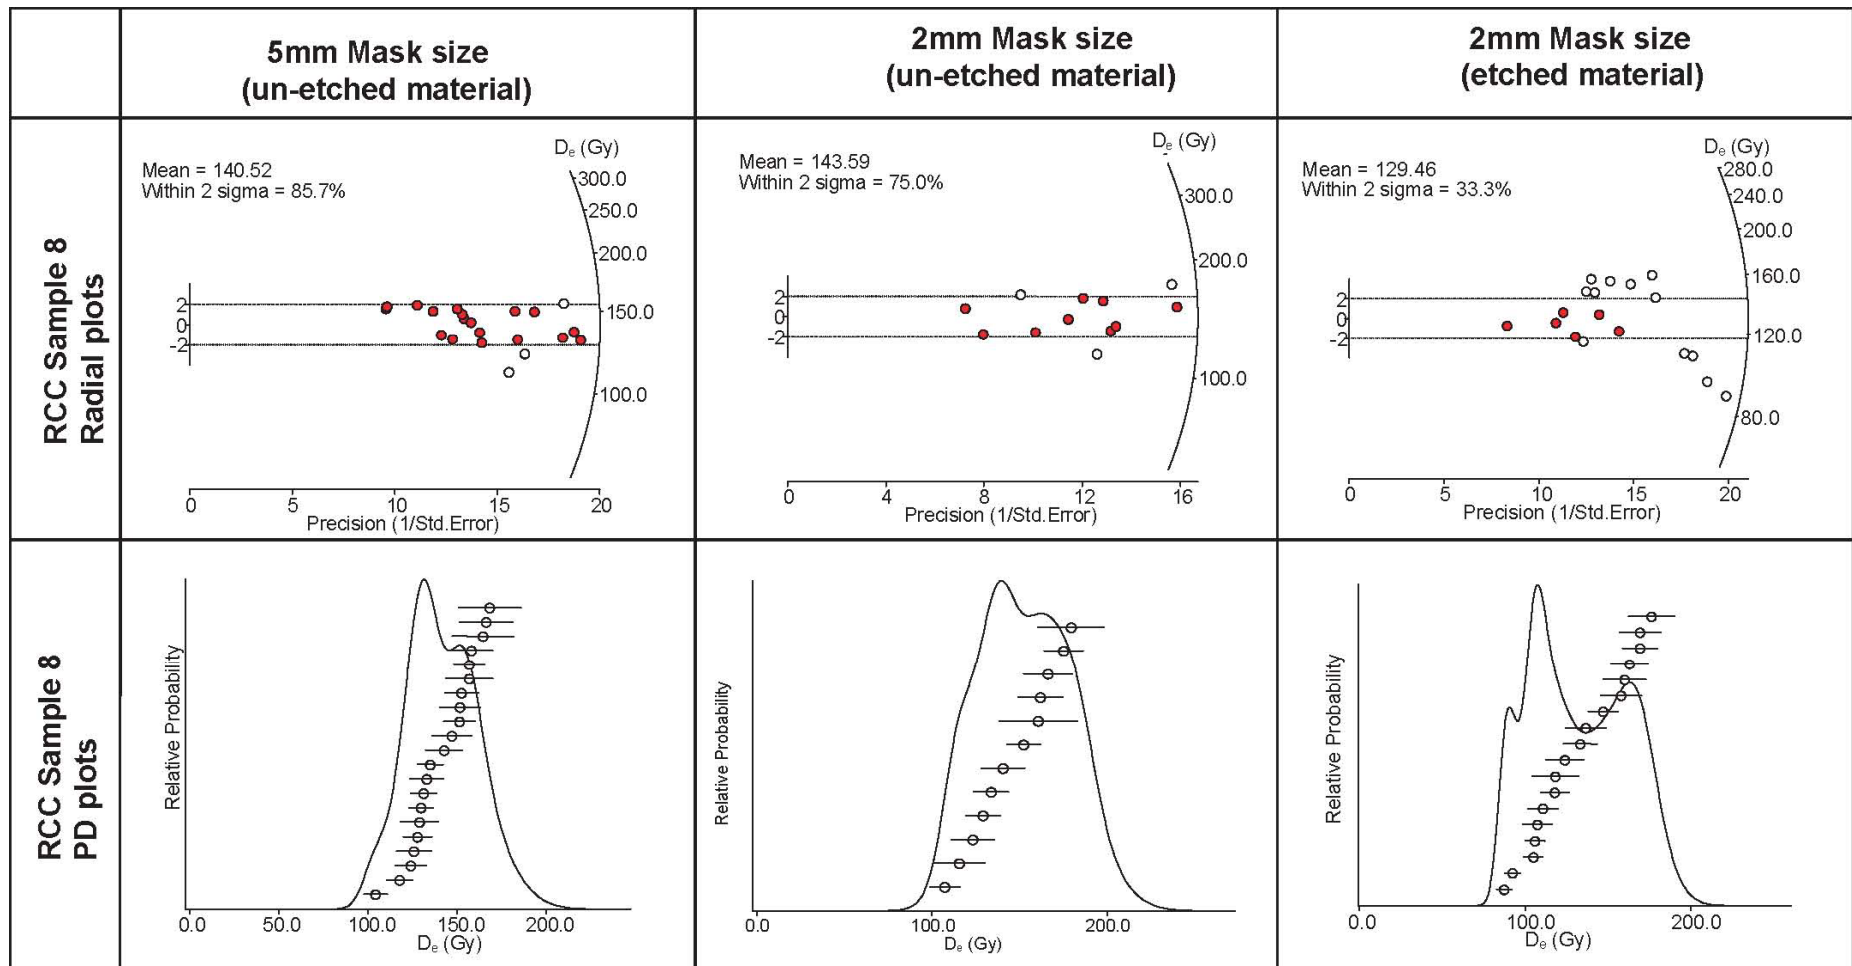 5mm Mask size
(un-etched material)
2mm Mask size
(un-etched material)
2mm Mask size
(etched material)
RCC Sample 8
Radial plots
Mean = 140.52
Within 2 sigma = 85.7%
Dₑ (Gy)
300.0
250.0
200.0
150.0
100.0
2
0
-2
0 5 10 15 20
Precision (1/Std.Error)
Mean = 143.59
Within 2 sigma = 75.0%
Dₑ (Gy)
300.0
200.0
100.0
2
0
-2
0 4 8 12 16
Precision (1/Std.Error)
Mean = 129.46
Within 2 sigma = 33.3%
Dₑ (Gy)
280.0
240.0
200.0
160.0
120.0
80.0
2
0
-2
0 5 10 15 20
Precision (1/Std.Error)
RCC Sample 8
PD plots
Relative Probability
0.0 50.0 100.0 150.0 200.0
Dₑ (Gy)
Relative Probability
0.0 100.0 200.0
Dₑ (Gy)
Relative Probability
0.0 100.0 200.0
Dₑ (Gy)